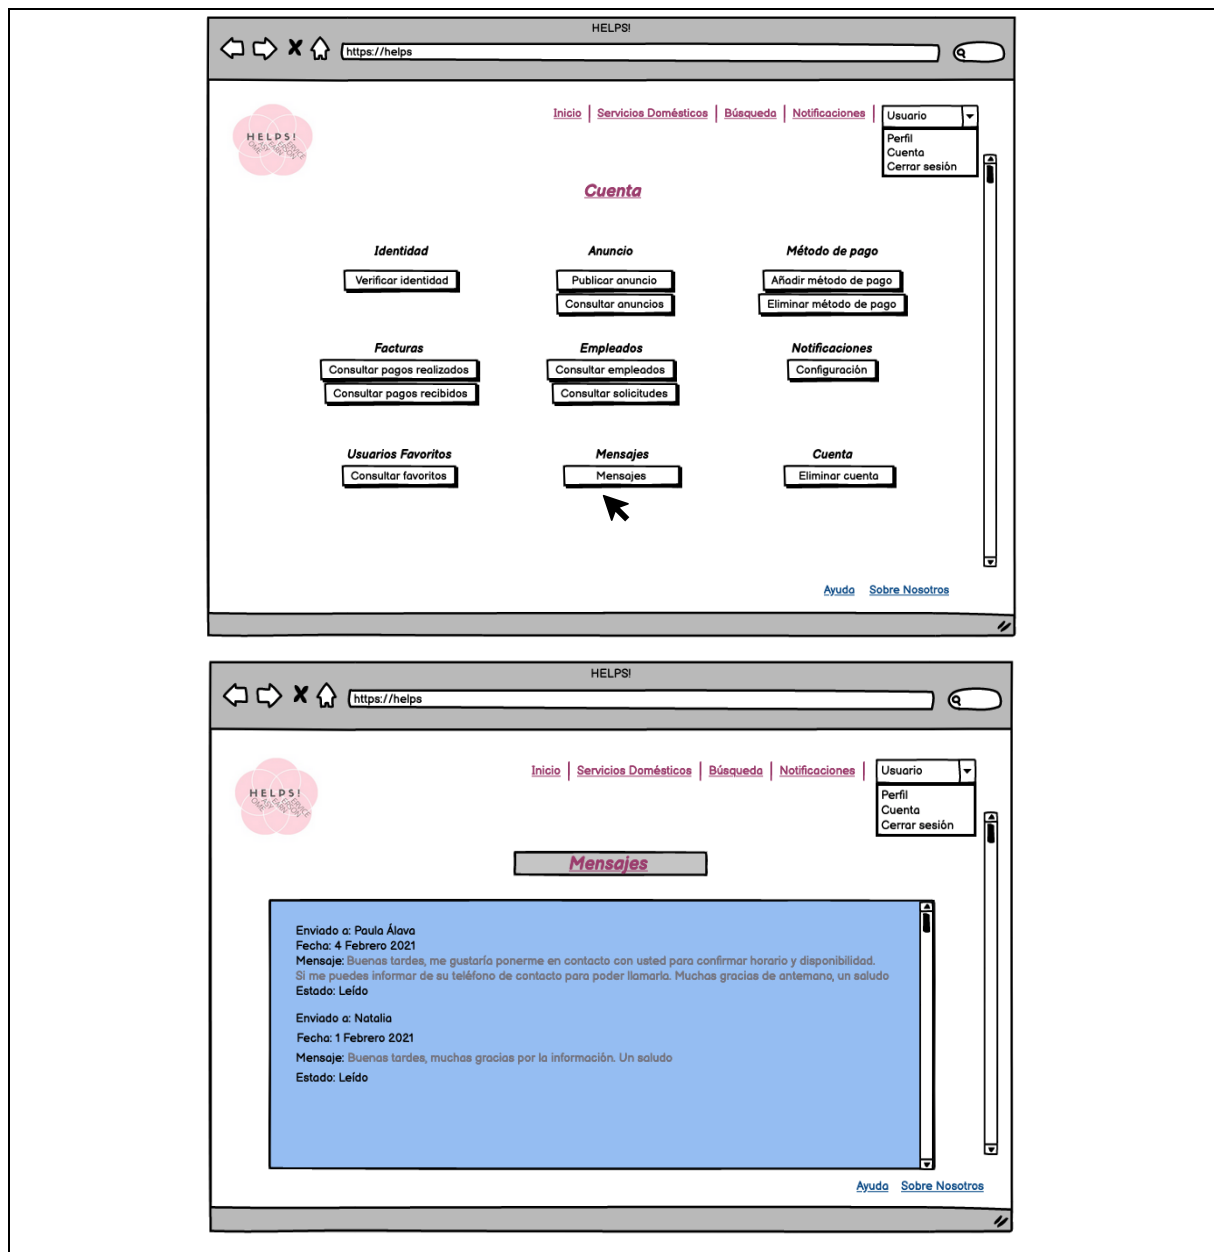 HELPS!
https://helps
Inicio | Servicios Domésticos | Búsqueda | Notificaciones |
Usuario
Perfil
Cuenta
Cerrar sesión
HELPS!
Cuenta
Identidad
Verificar identidad
Anuncio
Publicar anuncio
Consultar anuncios
Método de pago
Añadir método de pago
Eliminar método de pago
Facturas
Consultar pagos realizados
Consultar pagos recibidos
Empleados
Consultar empleados
Consultar solicitudes
Notificaciones
Configuración
Usuarios Favoritos
Consultar favoritos
Mensajes
Mensajes
Cuenta
Eliminar cuenta
Ayuda Sobre Nosotros
HELPS!
https://helps
Inicio | Servicios Domésticos | Búsqueda | Notificaciones |
Usuario
Perfil
Cuenta
Cerrar sesión
HELPS!
Mensajes
Enviado a: Paula Álava
Fecha: 4 Febrero 2021
Mensaje: Buenas tardes, me gustaría ponerme en contacto con usted para confirmar horario y disponibilidad.
Si me puedes informar de su teléfono de contacto para poder llamarla. Muchas gracias de antemano, un saludo
Estado: Leído
Enviado a: Natalia
Fecha: 1 Febrero 2021
Mensaje: Buenas tardes, muchas gracias por la información. Un saludo
Estado: Leído
Ayuda Sobre Nosotros